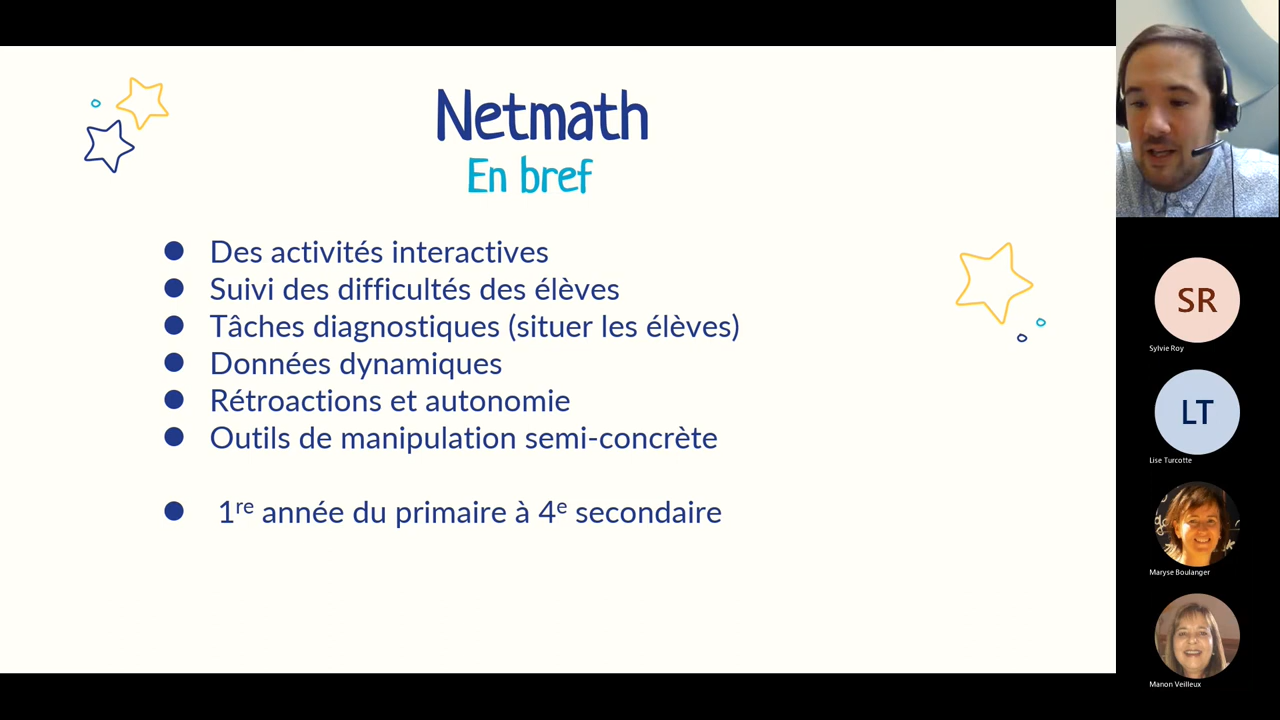 Netmath
En bref
● Des activités interactives
● Suivi des difficultés des élèves
● Tâches diagnostiques (situer les élèves)
● Données dynamiques
● Rétroactions et autonomie
● Outils de manipulation semi-concrète
● 1re année du primaire à 4e secondaire
SR
Sylvie Roy
LT
Lise Turcotte
Maryse Boulanger
Manon Veilleux